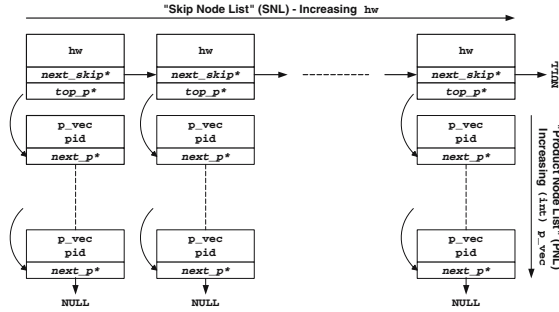 "Skip Node List" (SNL) - Increasing hw
hw hw hw
next_skip* next_skip* next_skip*
top_p* top_p* top_p*
NULL
p_vec p_vec p_vec
pid pid pid
next_p* next_p* next_p*
"Product Node List" (PNL)
Increasing (int) p_vec
p_vec p_vec p_vec
pid pid pid
next_p* next_p* next_p*
NULL NULL NULL